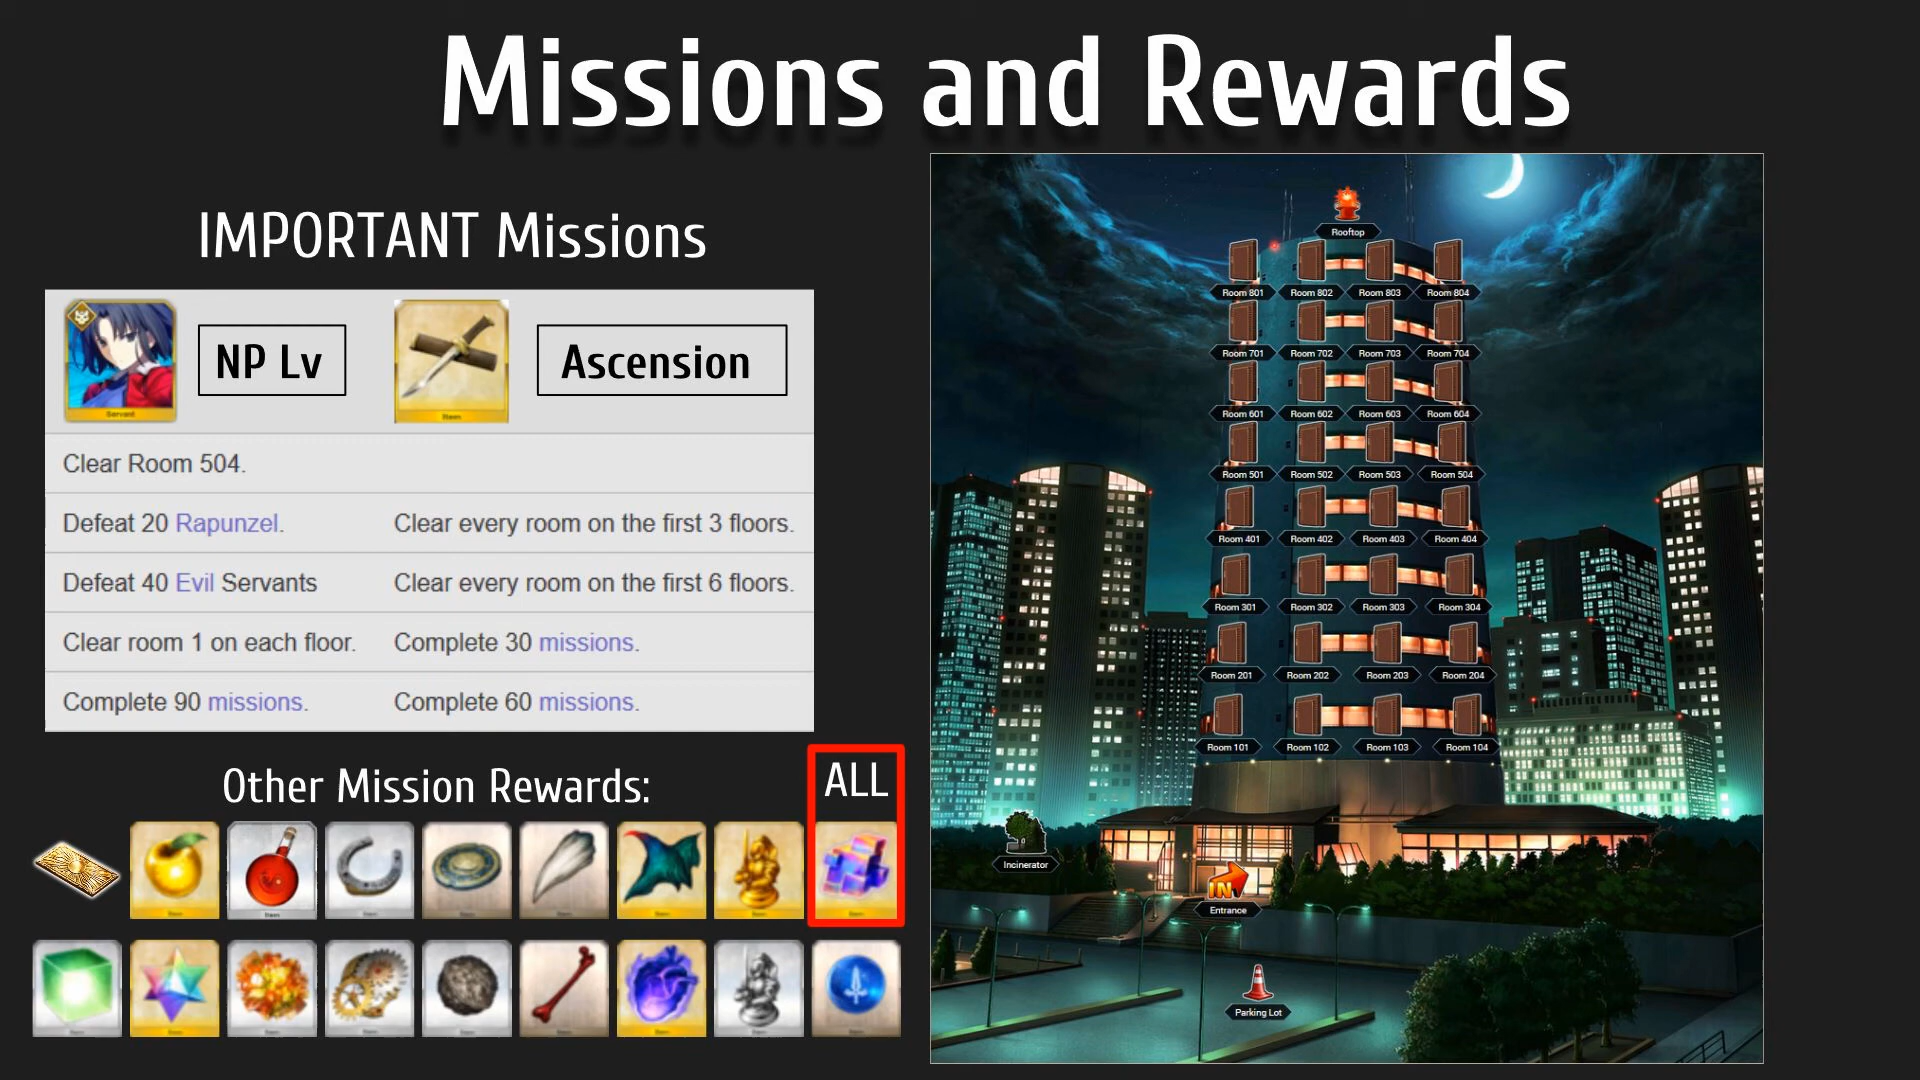 Missions and Rewards
IMPORTANT Missions
Servant
NP Lv
Item
Ascension
Clear Room 504.
Defeat 20 Rapunzel.
Clear every room on the first 3 floors.
Defeat 40 Evil Servants
Clear every room on the first 6 floors.
Clear room 1 on each floor.
Complete 30 missions.
Complete 90 missions.
Complete 60 missions.
Other Mission Rewards:
ALL
Rooftop
Room 801
Room 802
Room 803
Room 804
Room 701
Room 702
Room 703
Room 704
Room 601
Room 602
Room 603
Room 604
Room 501
Room 502
Room 503
Room 504
Room 401
Room 402
Room 403
Room 404
Room 301
Room 302
Room 303
Room 304
Room 201
Room 202
Room 203
Room 204
Room 101
Room 102
Room 103
Room 104
Incinerator
IN
Entrance
Parking Lot